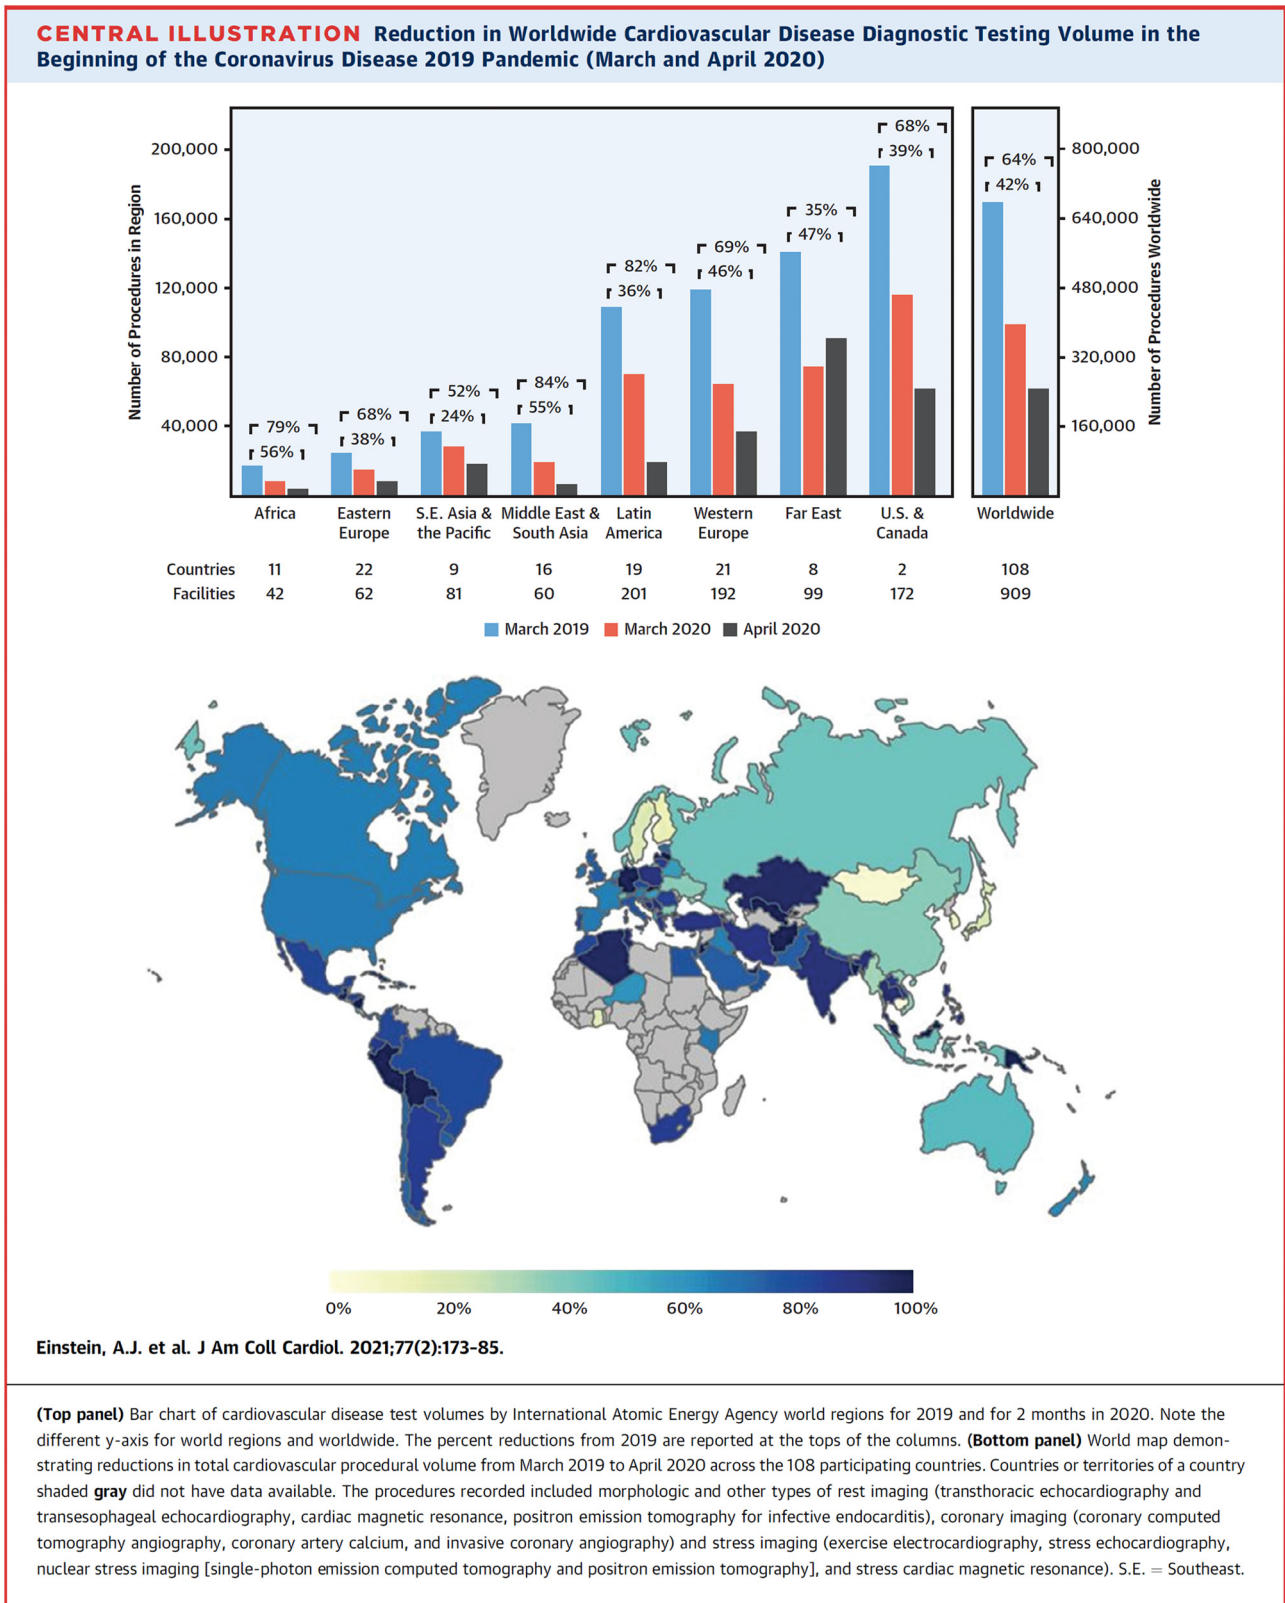 CENTRAL ILLUSTRATION Reduction in Worldwide Cardiovascular Disease Diagnostic Testing Volume in the
Beginning of the Coronavirus Disease 2019 Pandemic (March and April 2020)
Number of Procedures in Region
200,000
160,000
120,000
80,000
40,000
79%
56%
68%
38%
52%
24%
84%
55%
82%
36%
69%
46%
35%
47%
68%
39%
64%
42%
800,000
640,000
480,000
320,000
160,000
Number of Procedures Worldwide
Africa
Eastern
Europe
S.E. Asia &
the Pacific
Middle East &
South Asia
Latin
America
Western
Europe
Far East
U.S. &
Canada
Worldwide
Countries 11 22 9 16 19 21 8 2 108
Facilities 42 62 81 60 201 192 99 172 909
March 2019 March 2020 April 2020
0% 20% 40% 60% 80% 100%
Einstein, A.J. et al. J Am Coll Cardiol. 2021;77(2):173–85.
(Top panel) Bar chart of cardiovascular disease test volumes by International Atomic Energy Agency world regions for 2019 and for 2 months in 2020. Note the
different y-axis for world regions and worldwide. The percent reductions from 2019 are reported at the tops of the columns. (Bottom panel) World map demon-
strating reductions in total cardiovascular procedural volume from March 2019 to April 2020 across the 108 participating countries. Countries or territories of a country
shaded gray did not have data available. The procedures recorded included morphologic and other types of rest imaging (transthoracic echocardiography and
transesophageal echocardiography, cardiac magnetic resonance, positron emission tomography for infective endocarditis), coronary imaging (coronary computed
tomography angiography, coronary artery calcium, and invasive coronary angiography) and stress imaging (exercise electrocardiography, stress echocardiography,
nuclear stress imaging [single-photon emission computed tomography and positron emission tomography], and stress cardiac magnetic resonance). S.E. = Southeast.